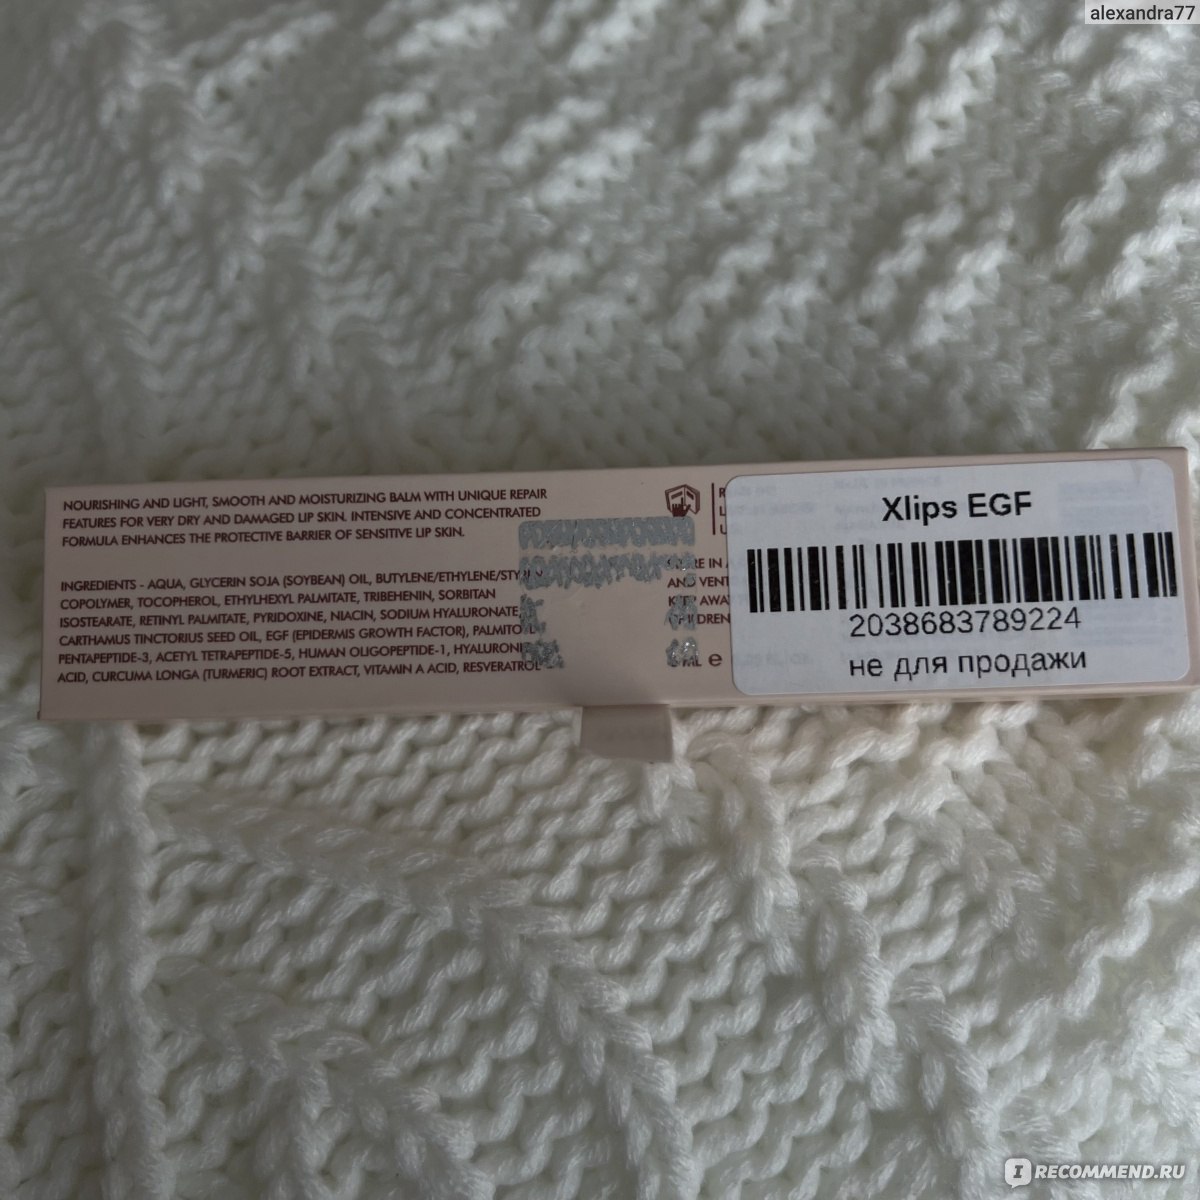 alexandra77
NOURISHING AND LIGHT, SMOOTH AND MOISTURIZING BALM WITH UNIQUE REPAIR
FEATURES FOR VERY DRY AND DAMAGED LIP SKIN. INTENSIVE AND CONCENTRATED
FORMULA ENHANCES THE PROTECTIVE BARRIER OF SENSITIVE LIP SKIN.
INGREDIENTS - AQUA, GLYCERIN SOJA (SOYBEAN) OIL, BUTYLENE/ETHYLENE/
COPOLYMER, TOCOPHEROL, ETHYLHEXYL PALMITATE, TRIBEHENIN, SORBITAN
ISOSTEARATE, RETINYL PALMITATE, PYRIDOXINE, NIACIN, SODIUM HYALURONATE,
CARTHAMUS TINCTORIUS SEED OIL, EGF (EPIDERMIS GROWTH FACTOR),
PENTAPEPTIDE-3, ACETYL TETRAPEPTIDE-5, HUMAN OLIGOPEPTIDE-1,
ACID, CURCUMA LONGA (TURMERIC) ROOT EXTRACT, VITAMIN A ACID, RESVERATROL
AND
ML e
Xlips EGF
2038683789224
не для продажи
IRECOMMEND.RU